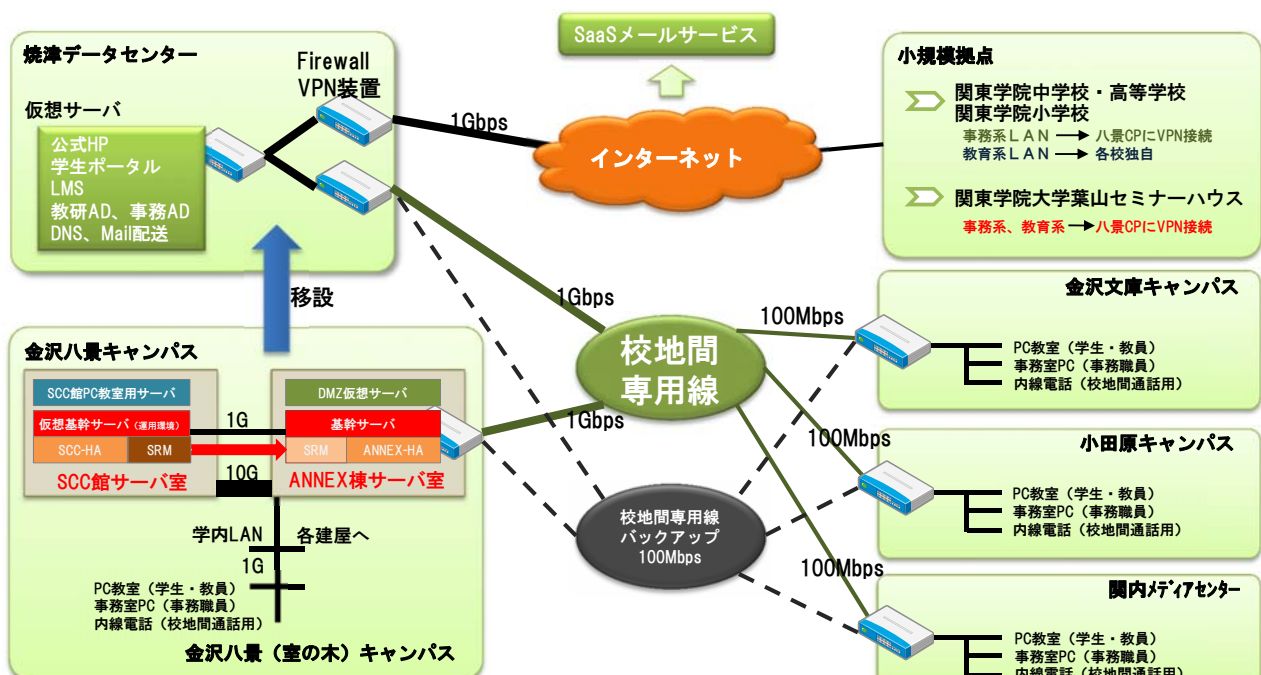 SaaSメールサービス
焼津データセンター
Firewall
VPN装置
仮想サーバ
公式HP
学生ポータル
LMS
教研AD、事務AD
DNS、Mail配送
1Gbps
インターネット
小規模拠点
関東学院中学校・高等学校
関東学院小学校
事務系LAN → 八景CPにVPN接続
教育系LAN → 各校独自
関東学院大学葉山セミナーハウス
事務系、教育系→八景CPにVPN接続
移設
1Gbps
校地間
専用線
1Gbps
100Mbps
100Mbps
100Mbps
校地間専用線
バックアップ
100Mbps
金沢八景キャンパス
SCC館PC教室用サーバ
仮想基幹サーバ（運用環境）
SCC-HA
SRM
SCC館サーバ室
1G
10G
DMZ仮想サーバ
基幹サーバ
SRM
ANNEX-HA
ANNEX棟サーバ室
学内LAN
各建屋へ
1G
PC教室（学生・教員）
事務室PC（事務職員）
内線電話（校地間通話用）
金沢八景（室の木）キャンパス
金沢文庫キャンパス
PC教室（学生・教員）
事務室PC（事務職員）
内線電話（校地間通話用）
小田原キャンパス
PC教室（学生・教員）
事務室PC（事務職員）
内線電話（校地間通話用）
関内メディアセンター
PC教室（学生・教員）
事務室PC（事務職員）
内線電話（校地間通話用）